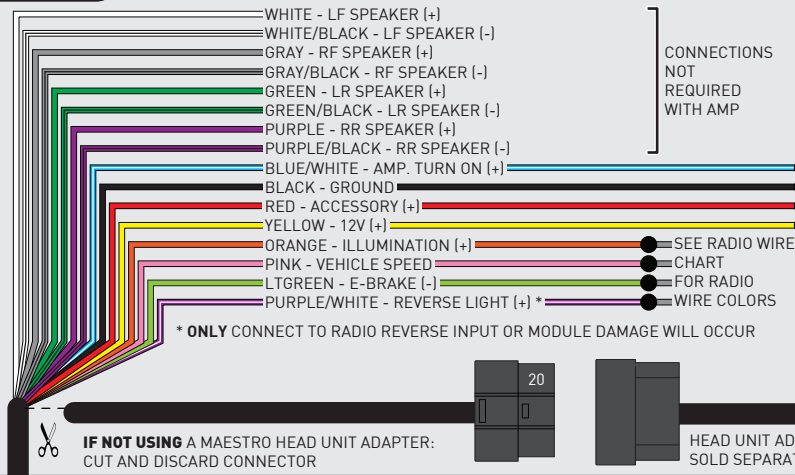 WHITE - LF SPEAKER (+)
WHITE/BLACK - LF SPEAKER (-)
GRAY - RF SPEAKER (+)
GRAY/BLACK - RF SPEAKER (-)
GREEN - LR SPEAKER (+)
GREEN/BLACK - LR SPEAKER (-)
PURPLE - RR SPEAKER (+)
PURPLE/BLACK - RR SPEAKER (-)
CONNECTIONS
NOT
REQUIRED
WITH AMP
BLUE/WHITE - AMP. TURN ON (+)
BLACK - GROUND
RED - ACCESSORY (+)
YELLOW - 12V (+)
ORANGE - ILLUMINATION (+)
PINK - VEHICLE SPEED
LTGREEN - E-BRAKE (-)
PURPLE/WHITE - REVERSE LIGHT (+) *
SEE RADIO WIRE
CHART
FOR RADIO
WIRE COLORS
* ONLY CONNECT TO RADIO REVERSE INPUT OR MODULE DAMAGE WILL OCCUR
20
IF NOT USING A MAESTRO HEAD UNIT ADAPTER:
CUT AND DISCARD CONNECTOR
HEAD UNIT AD
SOLD SEPARAT